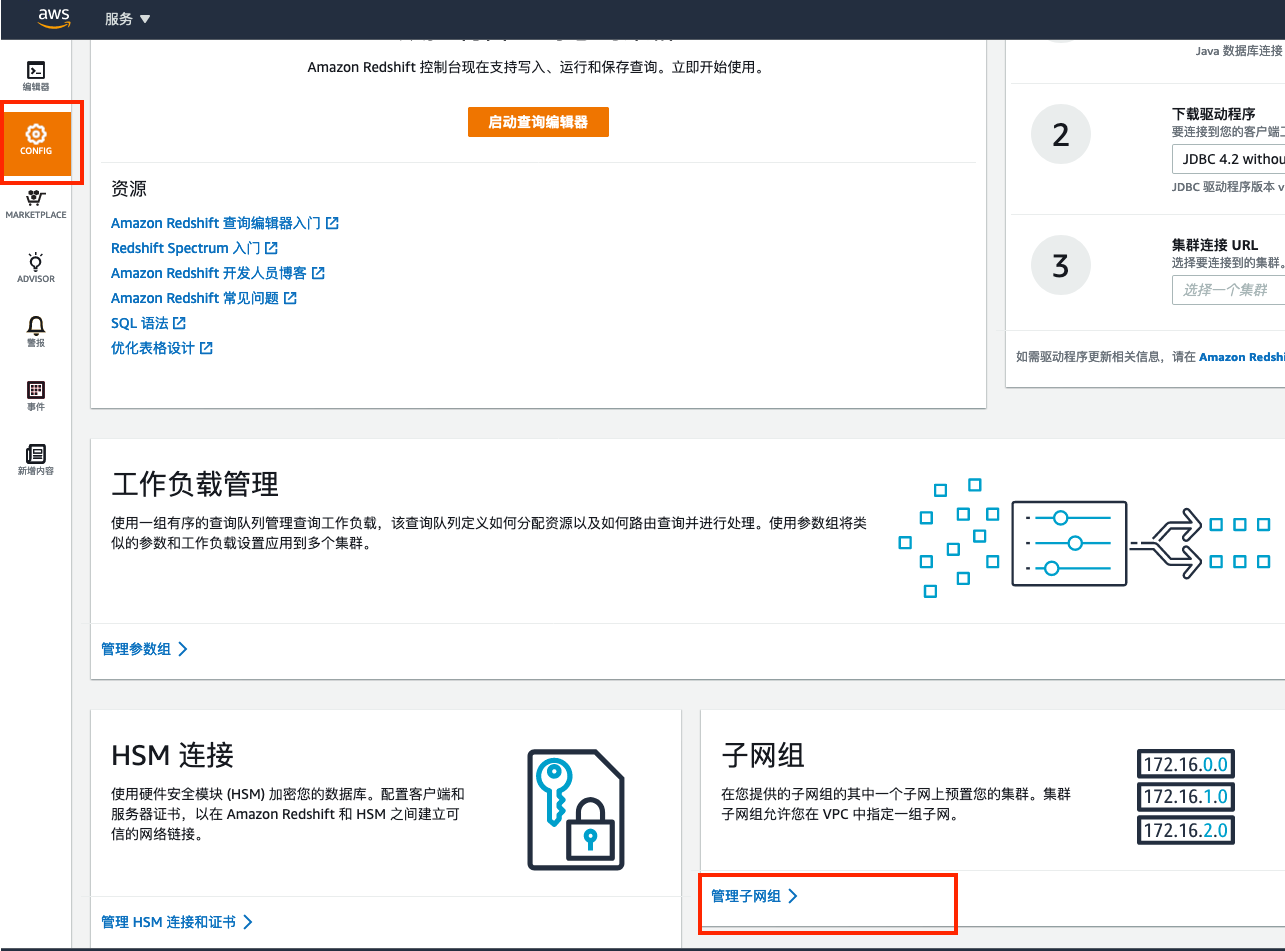 aws
服务
编辑器
CONFIG
MARKETPLACE
ADVISOR
警报
事件
新增内容
Amazon Redshift 控制台现在支持写入、运行和保存查询。立即开始使用。
启动查询编辑器
资源
Amazon Redshift 查询编辑器入门
Redshift Spectrum 入门
Amazon Redshift 开发人员博客
Amazon Redshift 常见问题
SQL 语法
优化表格设计
Java 数据库连接
2
下载驱动程序
要连接到您的客户端工
JDBC 4.2 withou
JDBC 驱动程序版本 v
3
集群连接 URL
选择要连接到的集群。
选择一个集群
如需驱动程序更新相关信息，请在 Amazon Redshi
工作负载管理
使用一组有序的查询队列管理查询工作负载，该查询队列定义如何分配资源以及如何路由查询并进行处理。使用参数组将类
似的参数和工作负载设置应用到多个集群。
管理参数组
HSM 连接
使用硬件安全模块 (HSM) 加密您的数据库。配置客户端和
服务器证书，以在 Amazon Redshift 和 HSM 之间建立可
信的网络链接。
管理 HSM 连接和证书
子网组
在您提供的子网组的其中一个子网上预置您的集群。集群
子网组允许您在 VPC 中指定一组子网。
172.16.0.0
172.16.1.0
172.16.2.0
管理子网组